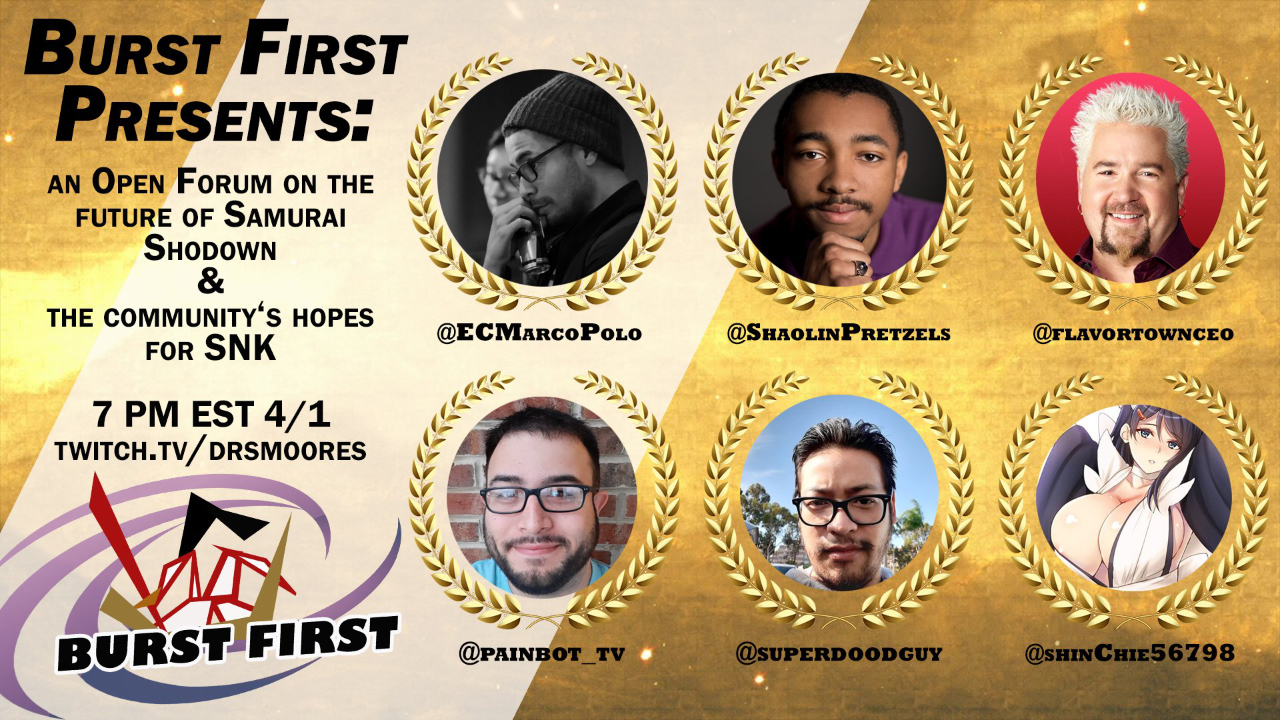 Burst First
Presents:
an Open Forum on the
future of Samurai
Shodown
&
the community‘s hopes
for SNK
7 PM EST 4/1
twitch.tv/drsmoores
BURST FIRST
@ECMarcoPolo
@ShaolinPretzels
@flavortownceo
@painbot_tv
@superdoodguy
@shinChie56798